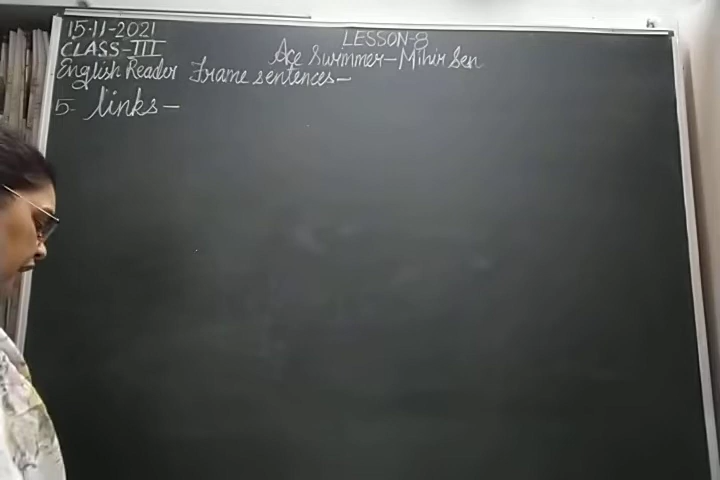 15-11-2021
LESSON-8
CLASS-III
Ace Swimmer-Mihir Sen
English Reader Frame sentences-
5- links-